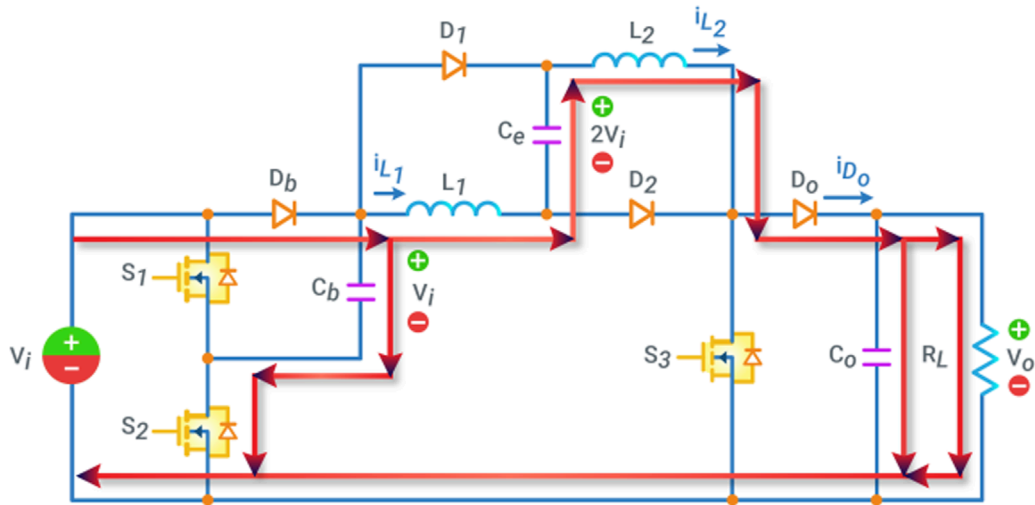 D1
L2
iL2
Ce
+
2Vi
−
iL1
Db
L1
D2
Do
iDo
S1
Cb
+
Vi
−
Vi
+
−
S3
Co
RL
+
Vo
−
S2